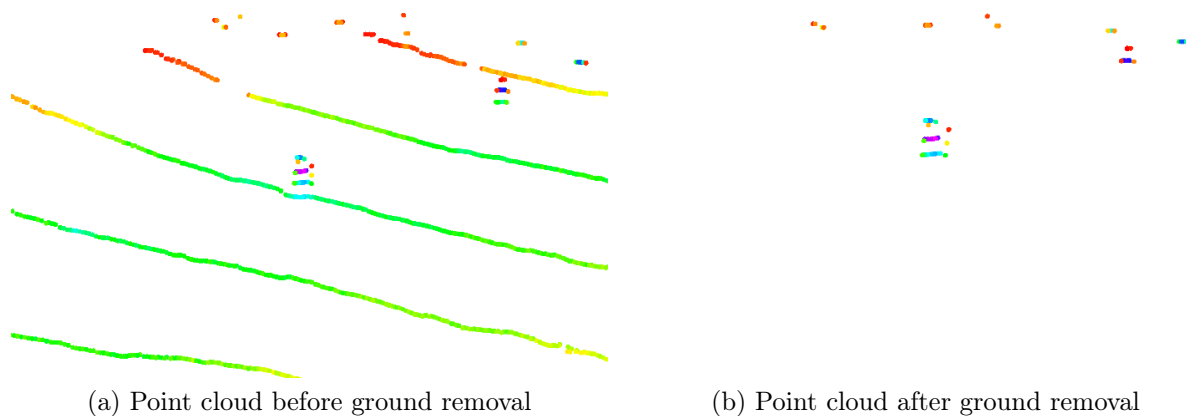 (a) Point cloud before ground removal
(b) Point cloud after ground removal